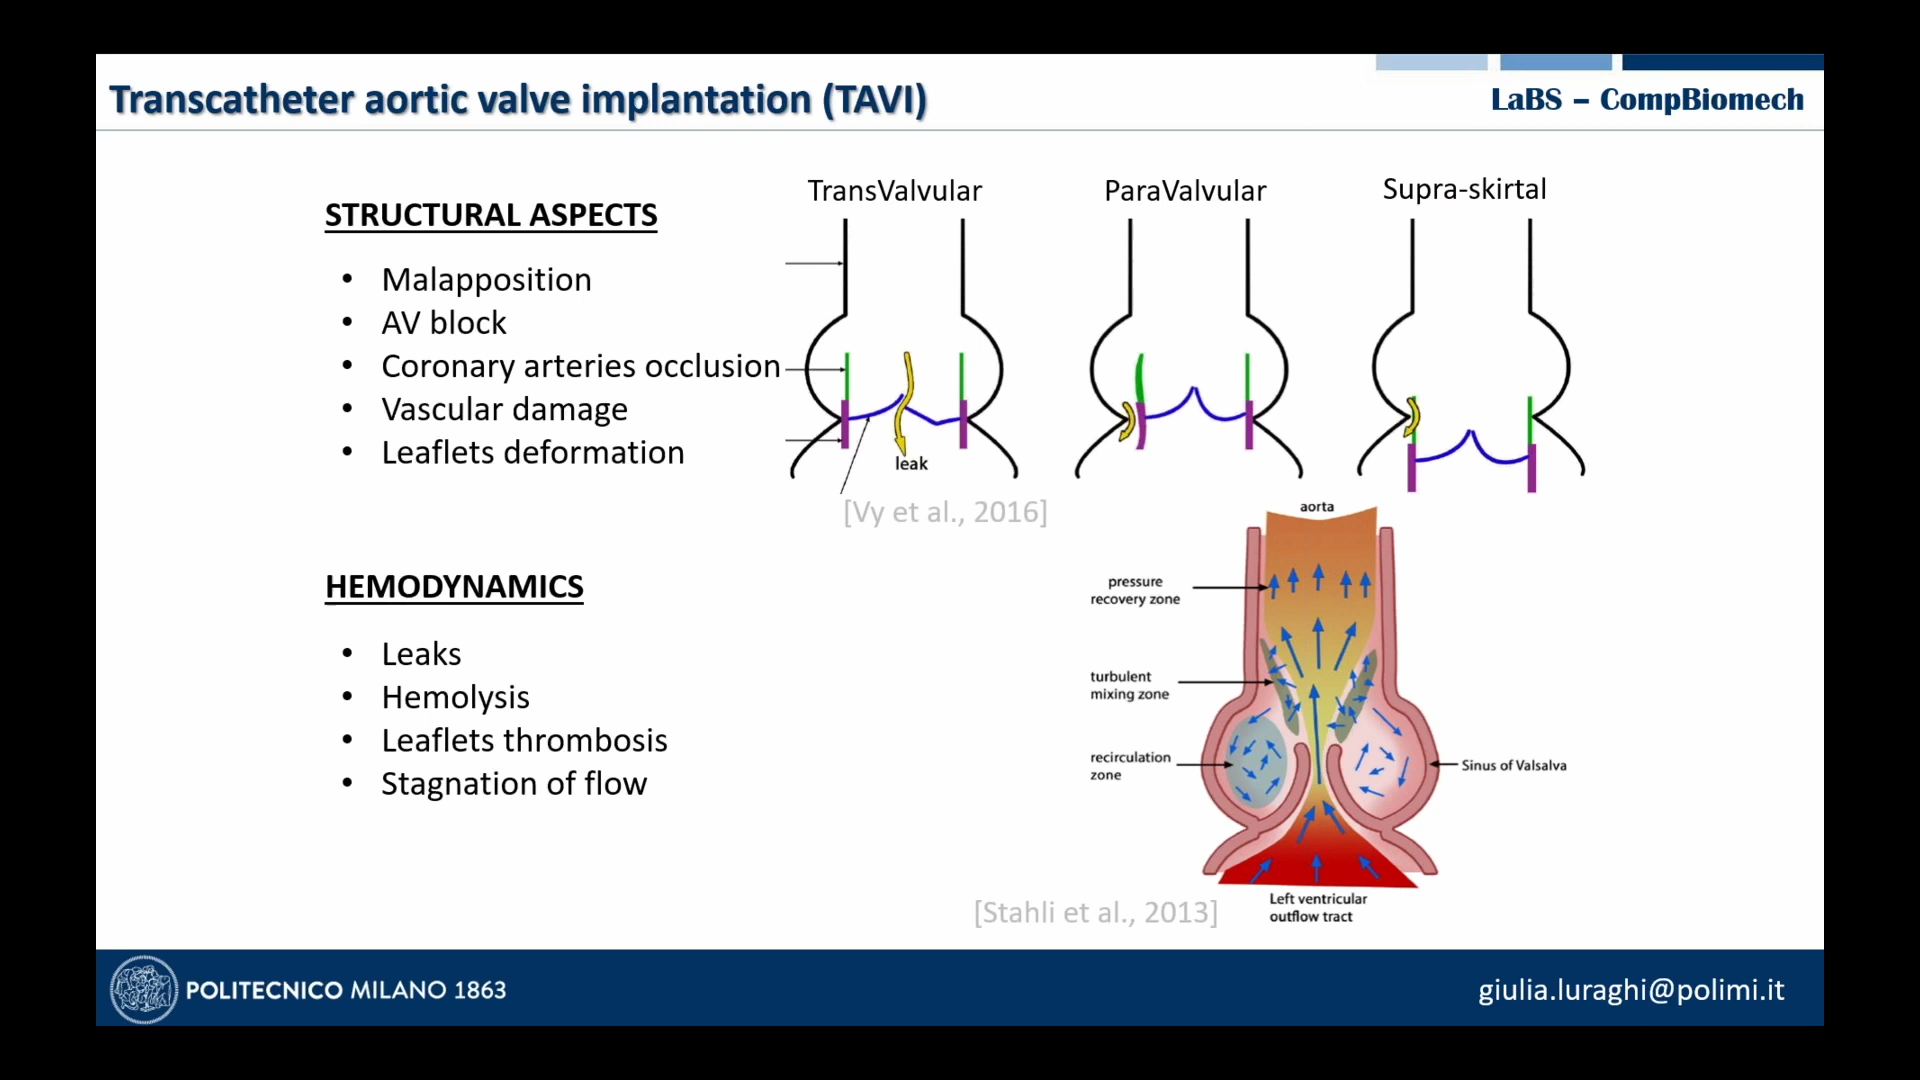 Transcatheter aortic valve implantation (TAVI)
LaBS – CompBiomech
STRUCTURAL ASPECTS
• Malapposition
• AV block
• Coronary arteries occlusion
• Vascular damage
• Leaflets deformation
TransValvular
ParaValvular
Supra-skirtal
leak
[Vy et al., 2016]
HEMODYNAMICS
• Leaks
• Hemolysis
• Leaflets thrombosis
• Stagnation of flow
aorta
pressure
recovery zone
turbulent
mixing zone
recirculation
zone
Sinus of Valsalva
Left ventricular
outflow tract
[Stahli et al., 2013]
POLITECNICO MILANO 1863
giulia.luraghi@polimi.it